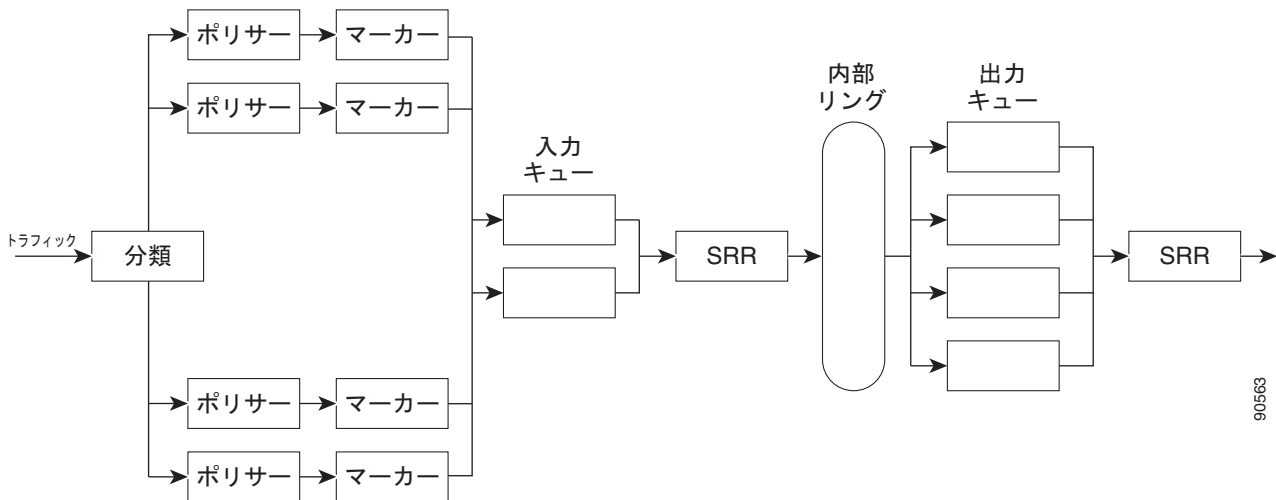 ポリサー
マーカー
ポリサー
マーカー
内部
リング
出力
キュー
入力
キュー
トラフィック
分類
SRR
SRR
ポリサー
マーカー
ポリサー
マーカー
90563